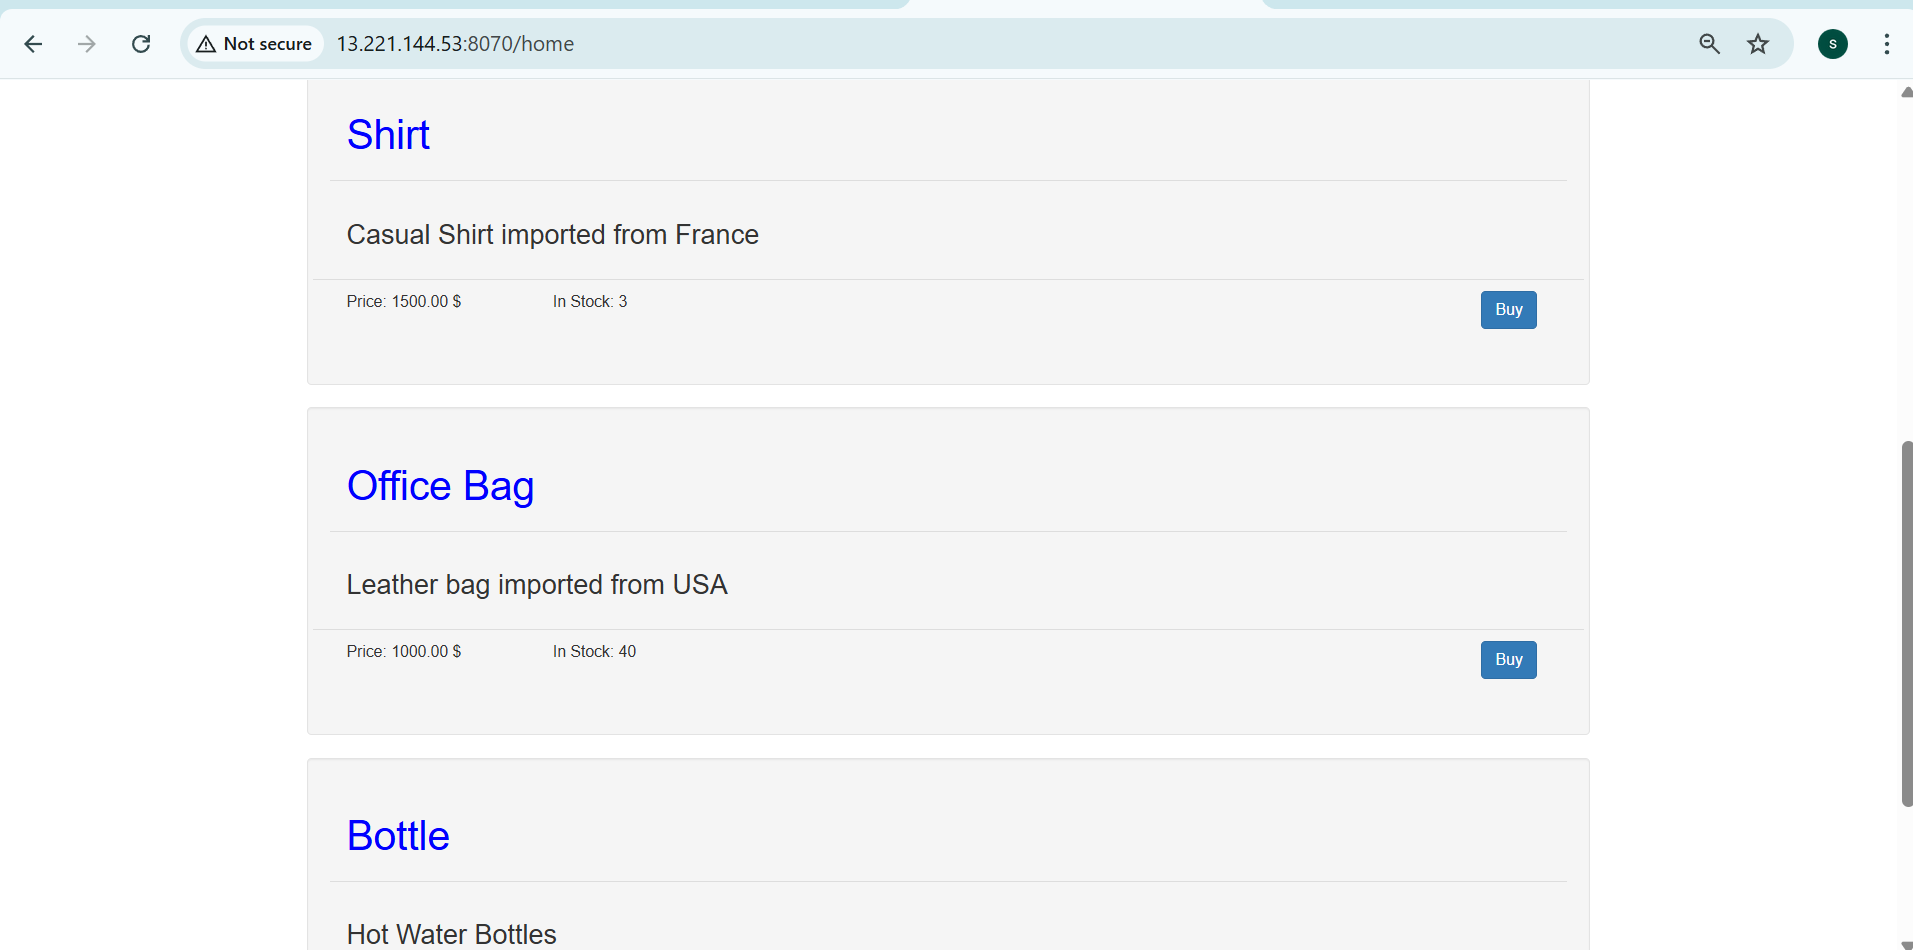 Not secure 13.221.144.53:8070/home S
Shirt
Casual Shirt imported from France
Price: 1500.00 $ In Stock: 3 Buy
Office Bag
Leather bag imported from USA
Price: 1000.00 $ In Stock: 40 Buy
Bottle
Hot Water Bottles